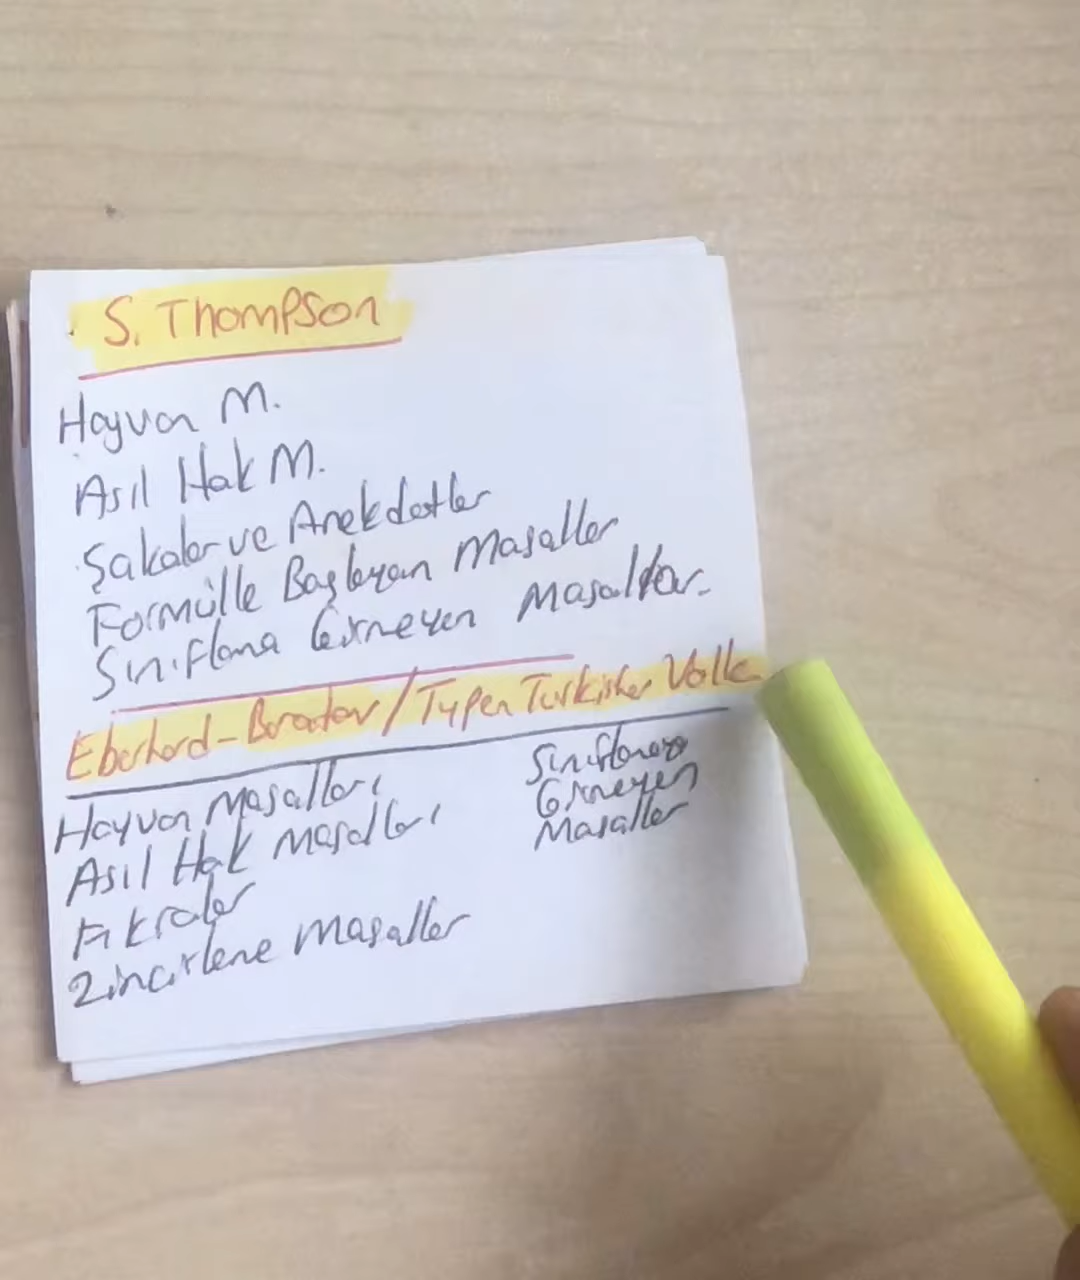 S. Thompson
Hayvan M.
Asıl Hak M.
Şakalar ve Anekdotlar
Formülle Başlayan Masallar
Sınıflama Girmeyen Masallar.
Eberhard-Boratav / Typen Turkisher Volk
Hayvan Masalları
Asıl Hak Masalları
Fıkralar
Zincirleme Masallar
Sınıflamaya
Girmeyen
Masallar